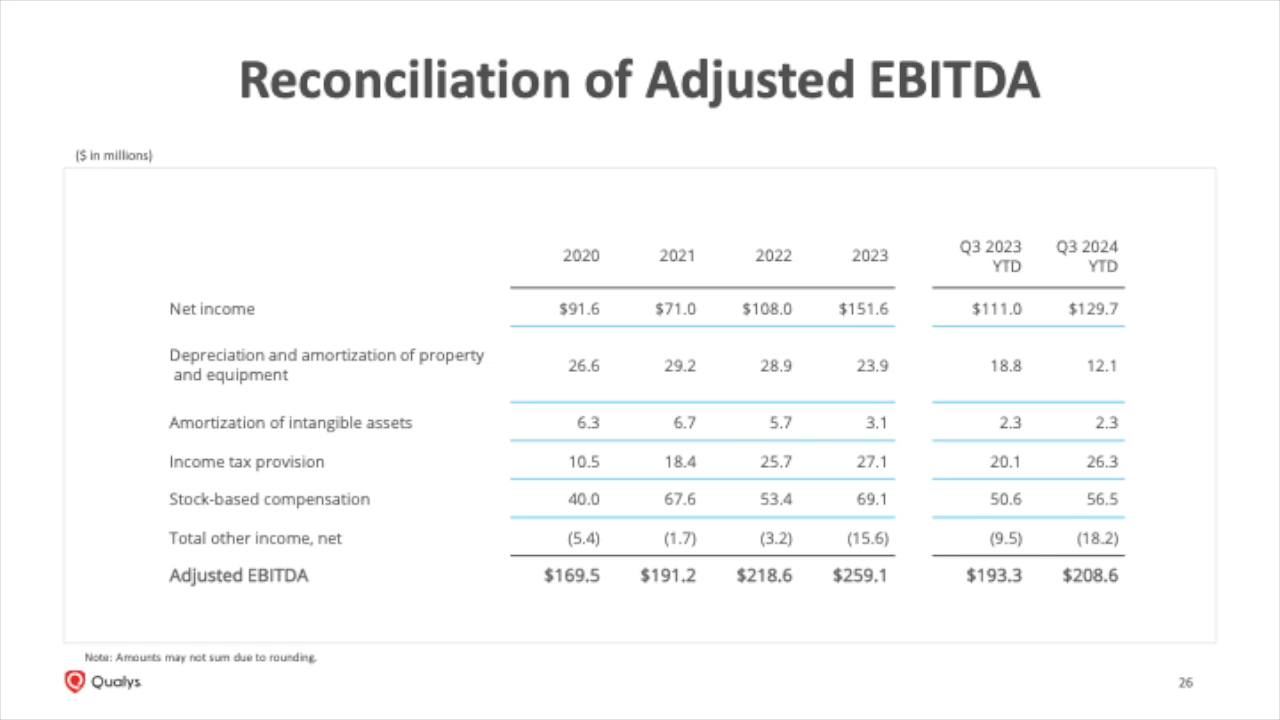 Reconciliation of Adjusted EBITDA
($ in millions)
2020 2021 2022 2023 Q3 2023 YTD Q3 2024 YTD
Net income $91.6 $71.0 $108.0 $151.6 $111.0 $129.7
Depreciation and amortization of property
and equipment 26.6 29.2 28.9 23.9 18.8 12.1
Amortization of intangible assets 6.3 6.7 5.7 3.1 2.3 2.3
Income tax provision 10.5 18.4 25.7 27.1 20.1 26.3
Stock-based compensation 40.0 67.6 53.4 69.1 50.6 56.5
Total other income, net (5.4) (1.7) (3.2) (15.6) (9.5) (18.2)
Adjusted EBITDA $169.5 $191.2 $218.6 $259.1 $193.3 $208.6
Note: Amounts may not sum due to rounding.
Qualys 26